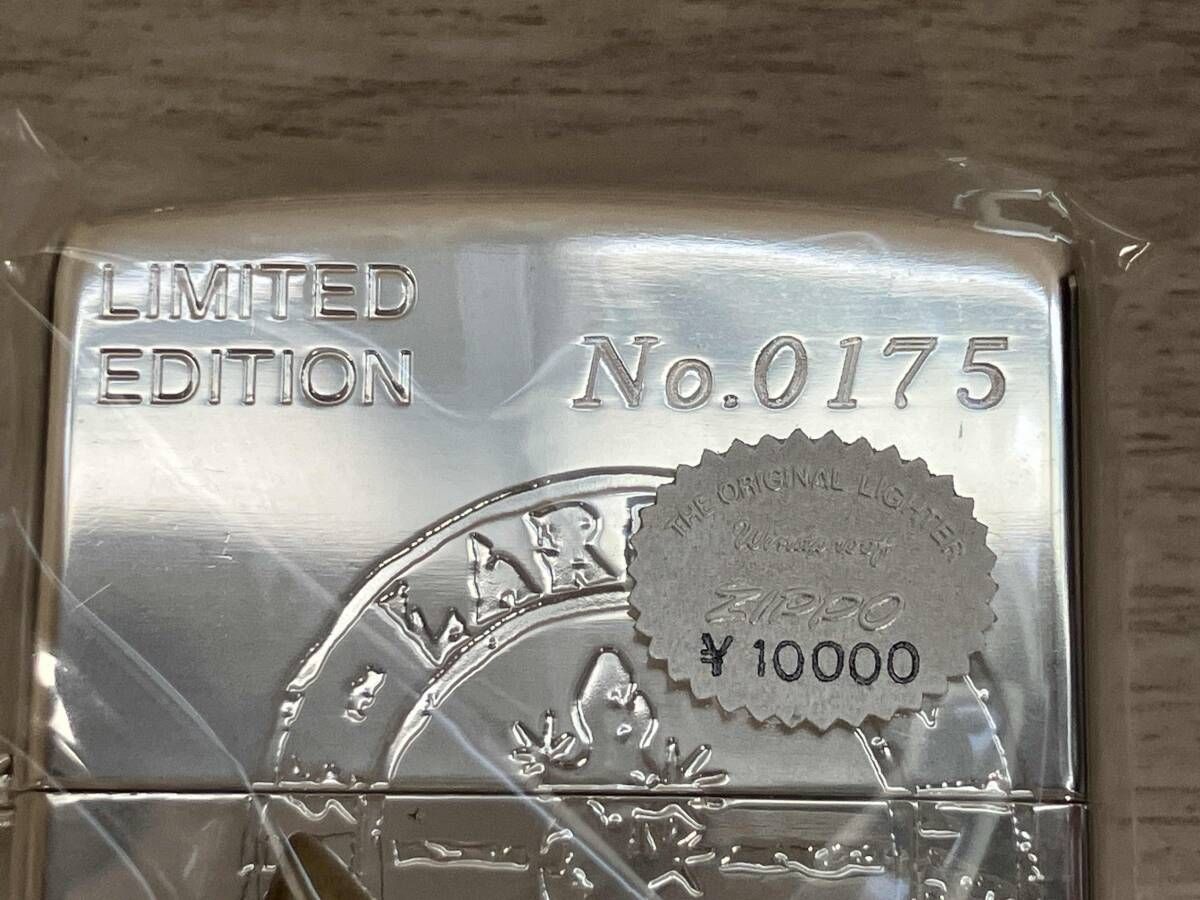 LIMITED
EDITION
No.0175
THE ORIGINAL LIGHTER
Windproof
ZIPPO
¥10000